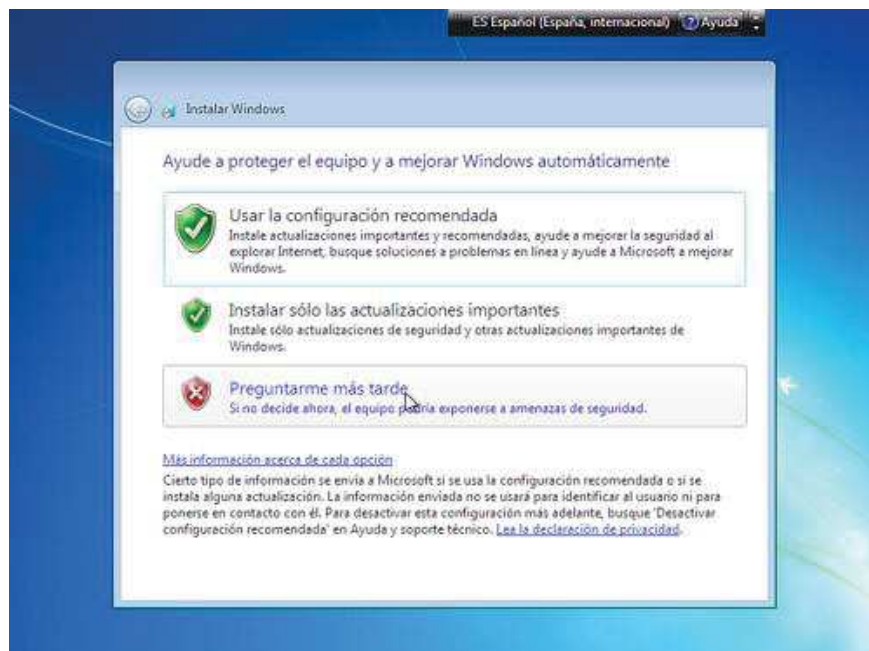 ES Español (España, internacional) ? Ayuda
Instalar Windows
Ayude a proteger el equipo y a mejorar Windows automáticamente
Usar la configuración recomendada
Instale actualizaciones importantes y recomendadas, ayude a mejorar la seguridad al
explorar Internet, busque soluciones a problemas en línea y ayude a Microsoft a mejorar
Windows.
Instalar sólo las actualizaciones importantes
Instale sólo actualizaciones de seguridad y otras actualizaciones importantes de
Windows.
Preguntarme más tarde
Si no decide ahora, el equipo podría exponerse a amenazas de seguridad.
Más información acerca de cada opción
Cierto tipo de información se envía a Microsoft si se usa la configuración recomendada o si se
instala alguna actualización. La información enviada no se usará para identificar al usuario ni para
ponerse en contacto con él. Para desactivar esta configuración más adelante, busque 'Desactivar
configuración recomendada' en Ayuda y soporte técnico. Lea la declaración de privacidad.